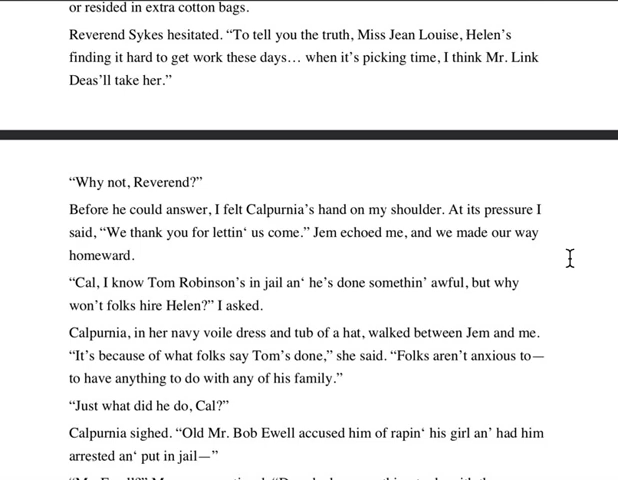 or resided in extra cotton bags.
Reverend Sykes hesitated. “To tell you the truth, Miss Jean Louise, Helen’s
finding it hard to get work these days… when it’s picking time, I think Mr. Link
Deas’ll take her.”
“Why not, Reverend?”
Before he could answer, I felt Calpurnia’s hand on my shoulder. At its pressure I
said, “We thank you for lettin‘ us come.” Jem echoed me, and we made our way
homeward.
“Cal, I know Tom Robinson’s in jail an‘ he’s done somethin’ awful, but why
won’t folks hire Helen?” I asked.
Calpurnia, in her navy voile dress and tub of a hat, walked between Jem and me.
“It’s because of what folks say Tom’s done,” she said. “Folks aren’t anxious to—
to have anything to do with any of his family.”
“Just what did he do, Cal?”
Calpurnia sighed. “Old Mr. Bob Ewell accused him of rapin‘ his girl an’ had him
arrested an‘ put in jail—”